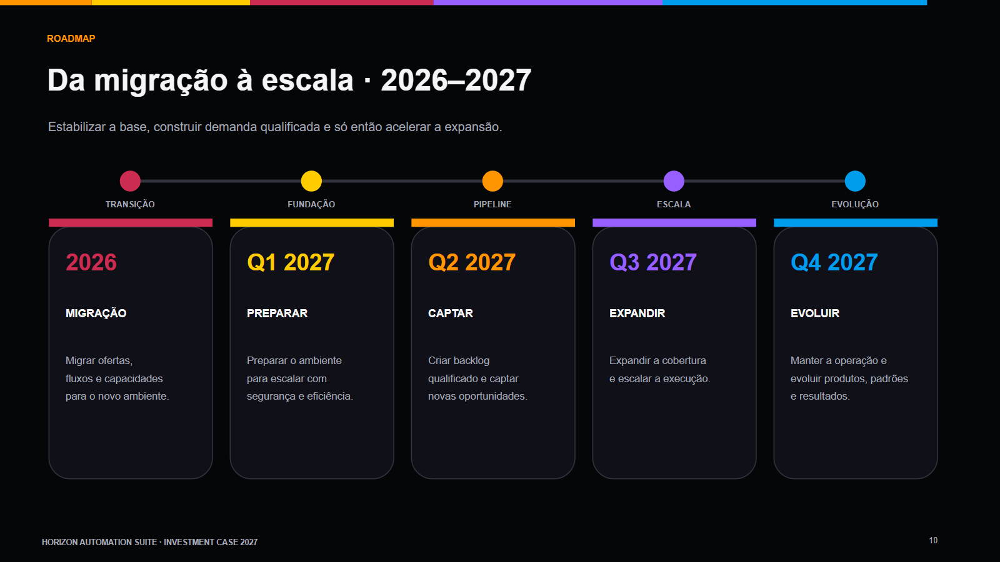 ROADMAP
Da migração à escala · 2026–2027
Estabilizar a base, construir demanda qualificada e só então acelerar a expansão.
TRANSIÇÃO
FUNDAÇÃO
PIPELINE
ESCALA
EVOLUÇÃO
2026
MIGRAÇÃO
Migrar ofertas,
fluxos e capacidades
para o novo ambiente.
Q1 2027
PREPARAR
Preparar o ambiente
para escalar com
segurança e eficiência.
Q2 2027
CAPTAR
Criar backlog
qualificado e captar
novas oportunidades.
Q3 2027
EXPANDIR
Expandir a cobertura
e escalar a execução.
Q4 2027
EVOLUIR
Manter a operação e
evoluir produtos, padrões
e resultados.
HORIZON AUTOMATION SUITE · INVESTMENT CASE 2027
10